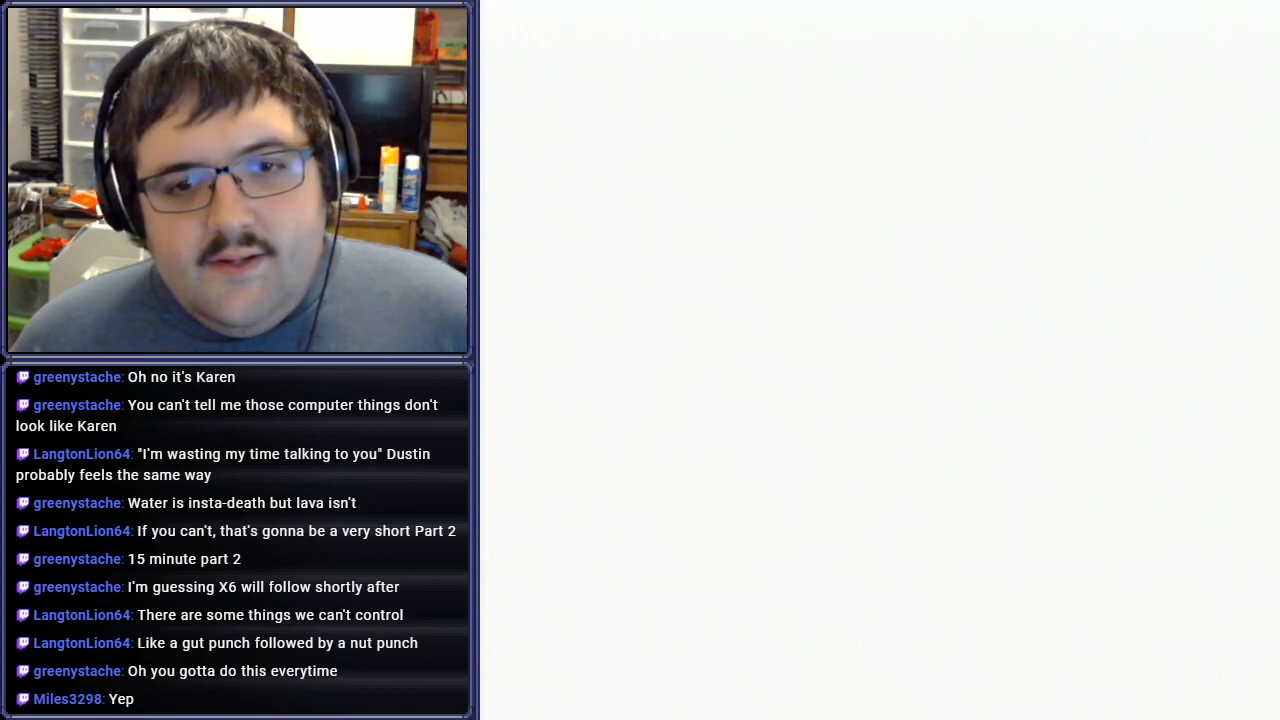 greenystache: Oh no it's Karen
greenystache: You can't tell me those computer things don't
look like Karen
LangtonLion64: "I'm wasting my time talking to you" Dustin
probably feels the same way
greenystache: Water is insta-death but lava isn't
LangtonLion64: If you can't, that's gonna be a very short Part 2
greenystache: 15 minute part 2
greenystache: I'm guessing X6 will follow shortly after
LangtonLion64: There are some things we can't control
LangtonLion64: Like a gut punch followed by a nut punch
greenystache: Oh you gotta do this everytime
Miles3298: Yep